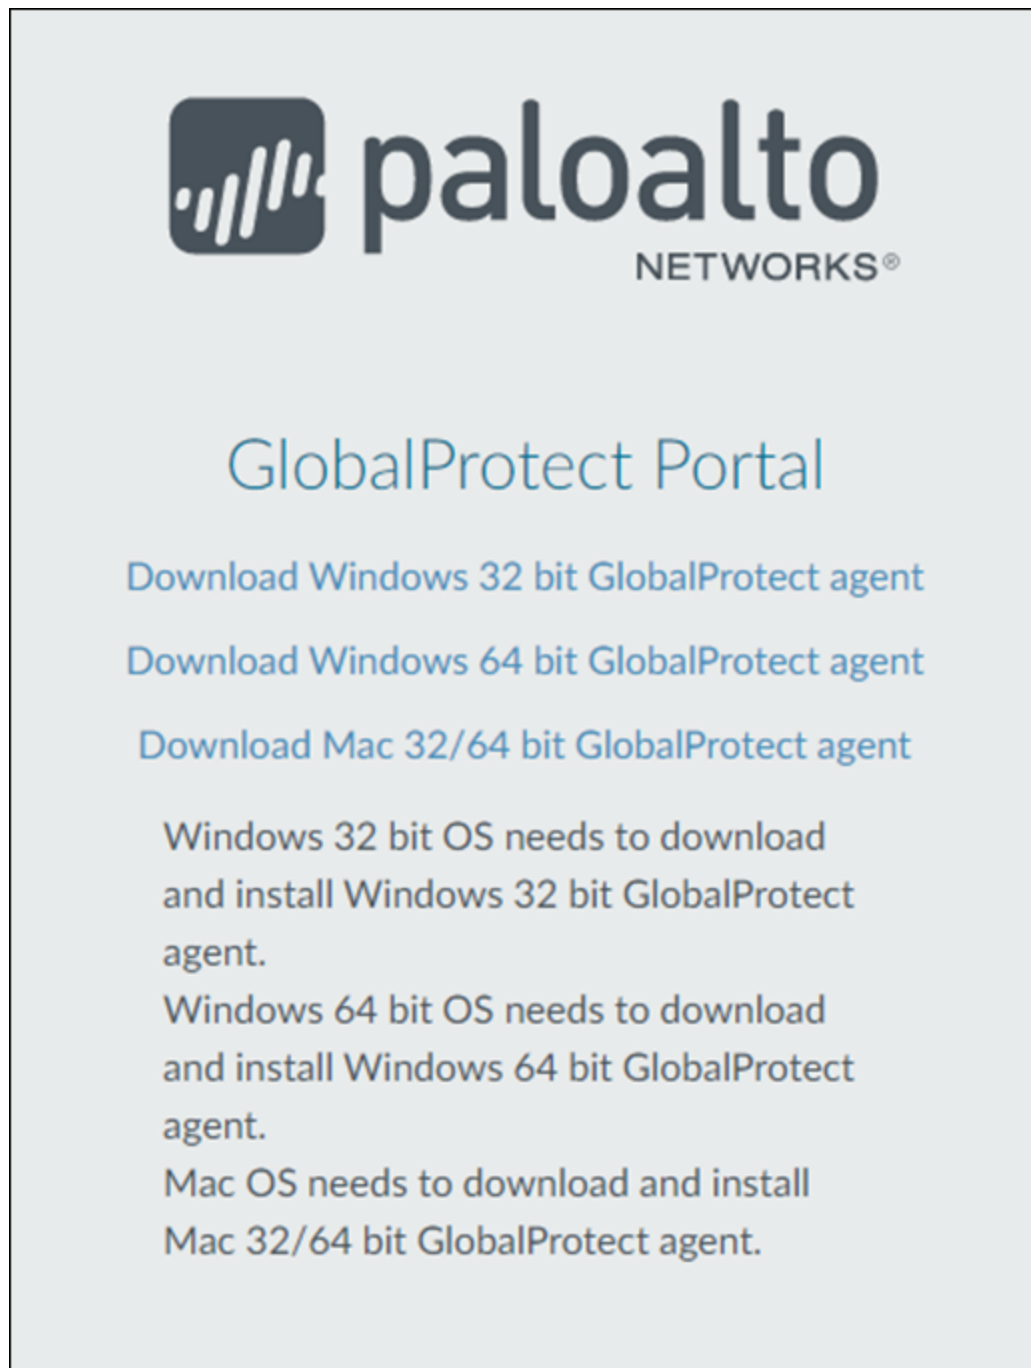 paloalto
NETWORKS®
GlobalProtect Portal
Download Windows 32 bit GlobalProtect agent
Download Windows 64 bit GlobalProtect agent
Download Mac 32/64 bit GlobalProtect agent
Windows 32 bit OS needs to download
and install Windows 32 bit GlobalProtect
agent.
Windows 64 bit OS needs to download
and install Windows 64 bit GlobalProtect
agent.
Mac OS needs to download and install
Mac 32/64 bit GlobalProtect agent.